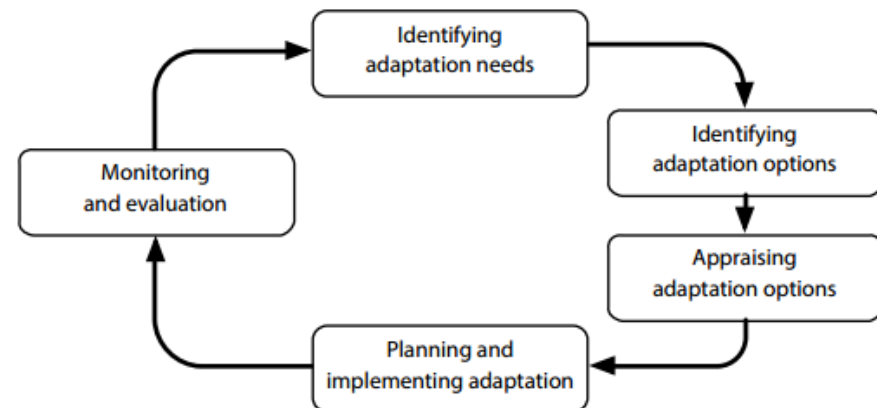 Identifying
adaptation needs
Identifying
adaptation options
Appraising
adaptation options
Planning and
implementing adaptation
Monitoring
and evaluation